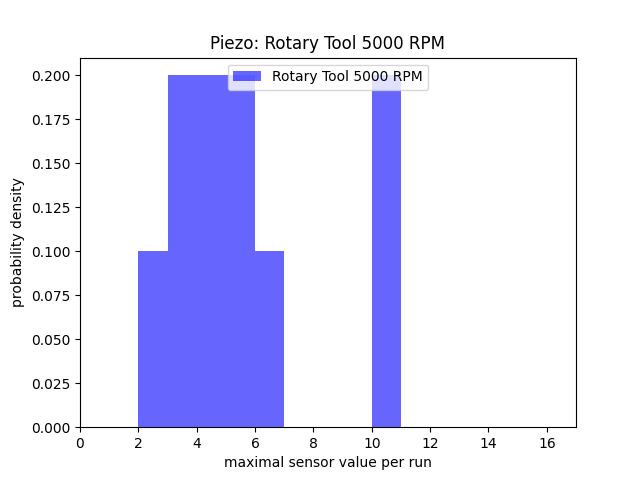 Piezo: Rotary Tool 5000 RPM
Rotary Tool 5000 RPM
0.200
0.175
0.150
0.125
0.100
0.075
0.050
0.025
0.000
probability density
0 2 4 6 8 10 12 14 16
maximal sensor value per run